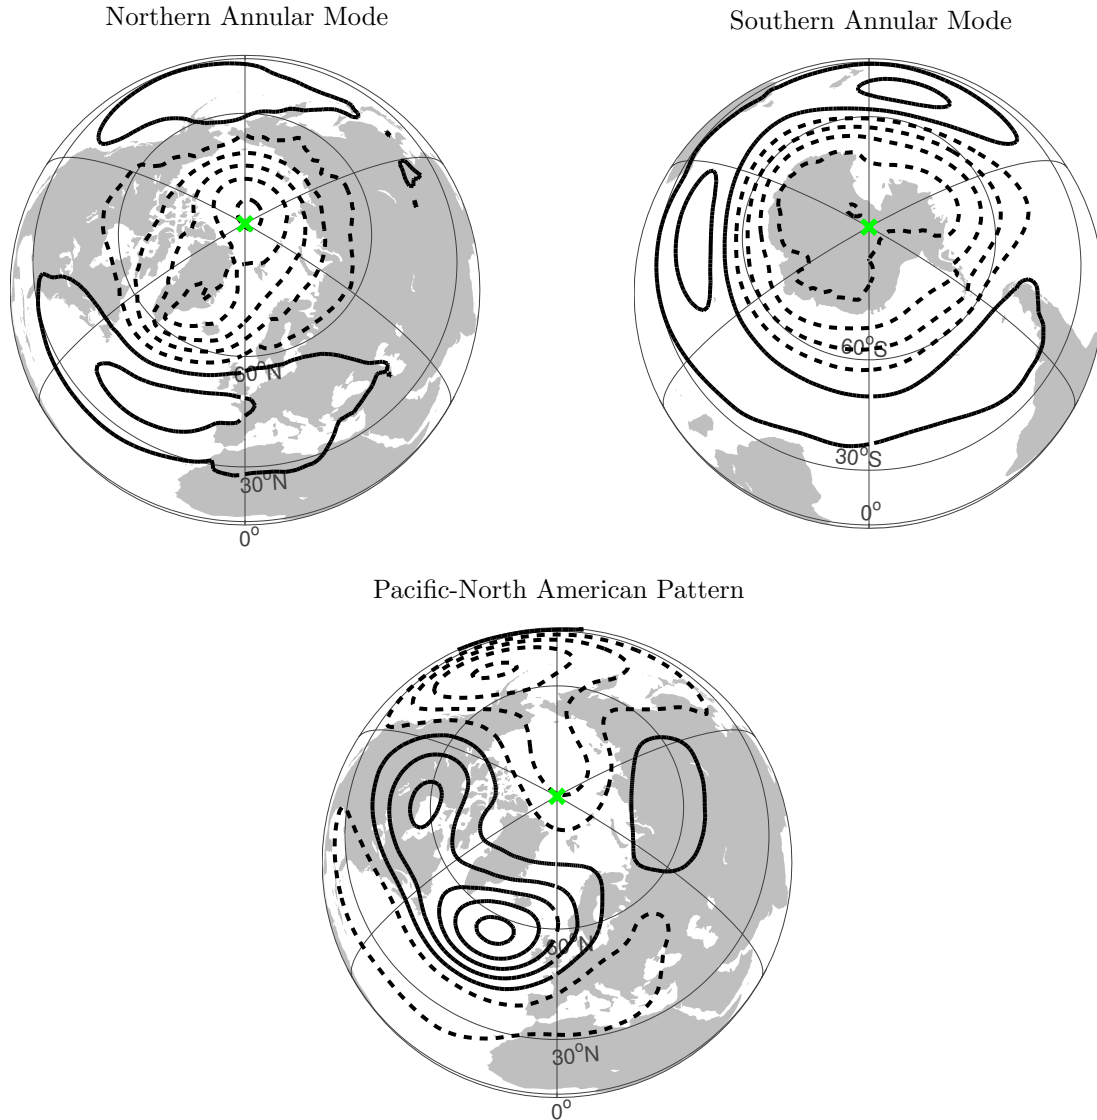 Northern Annular Mode
Southern Annular Mode
60°N
30°N
0°
60°S
30°S
0°
Pacific-North American Pattern
60°N
30°N
0°